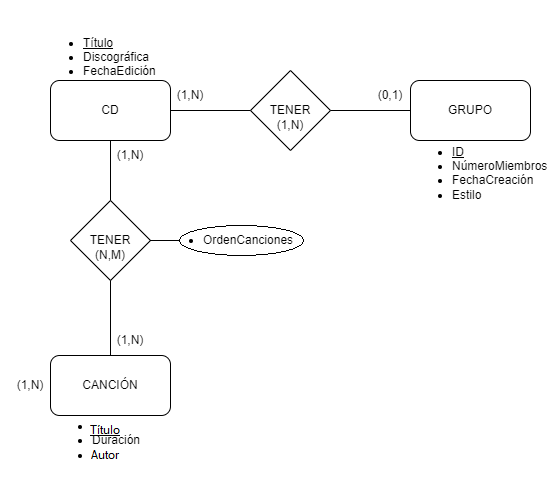 Título
Discográfica
FechaEdición
CD
(1,N)
TENER
(1,N)
(0,1)
GRUPO
ID
NúmeroMiembros
FechaCreación
Estilo
(1,N)
TENER
(N,M)
OrdenCanciones
(1,N)
(1,N)
CANCIÓN
Título
Duración
Autor